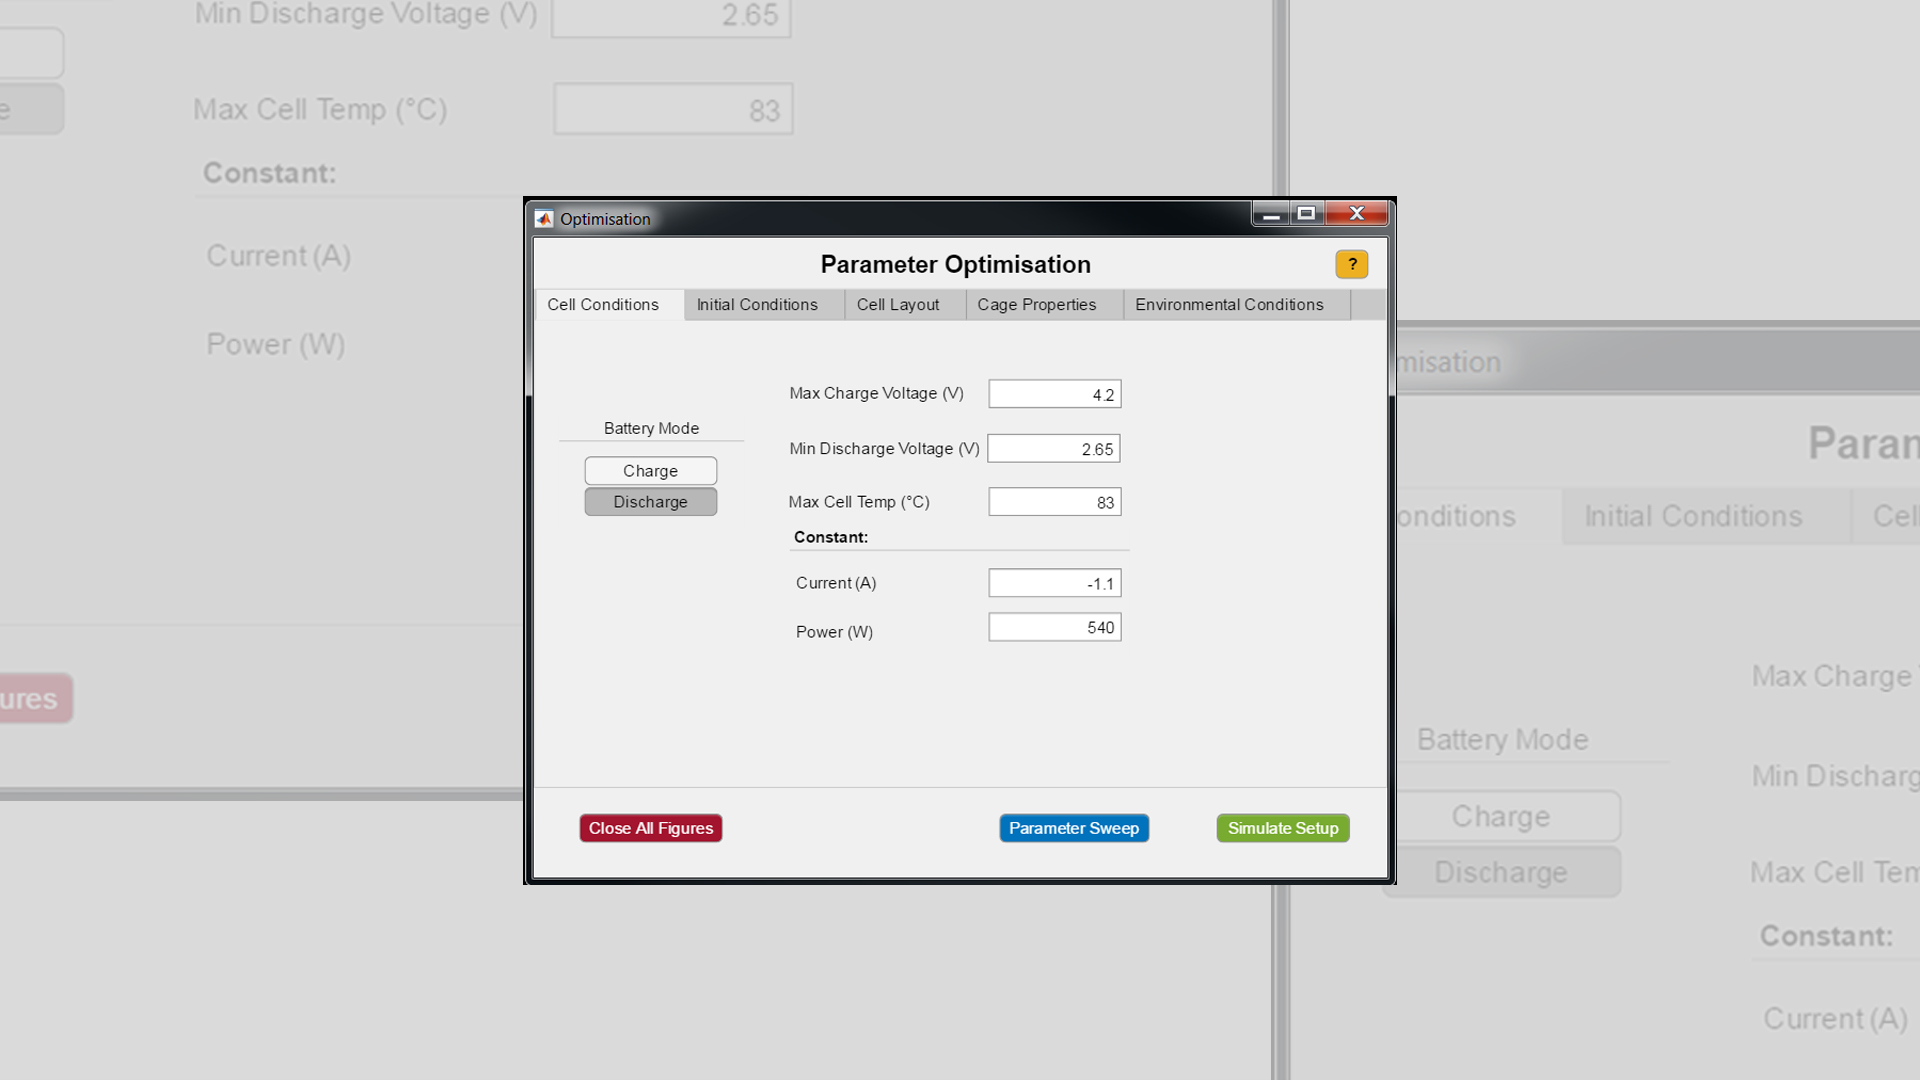 Min Discharge Voltage (V) 2.65
Max Cell Temp (°C) 83
Constant:
Current (A)
Power (W)
Optimisation
Parameter Optimisation ?
Cell Conditions Initial Conditions Cell Layout Cage Properties Environmental Conditions
Max Charge Voltage (V) 4.2
Battery Mode
Min Discharge Voltage (V) 2.65
Charge
Discharge
Max Cell Temp (°C) 83
Constant:
Current (A) -1.1
Power (W) 540
Close All Figures Parameter Sweep Simulate Setup
ures
misation
Param
onditions Initial Conditions Cell
Max Charge
Battery Mode
Min Discharg
Charge
Discharge
Max Cell Tem
Constant:
Current (A)